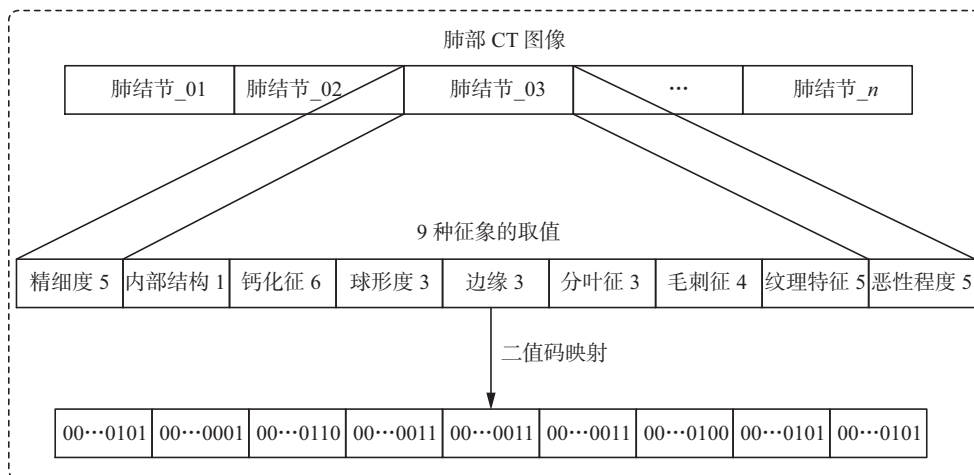 肺部 CT 图像
肺结节_01 肺结节_02 肺结节_03 … 肺结节_n
9 种征象的取值
精细度 5 内部结构 1 钙化征 6 球形度 3 边缘 3 分叶征 3 毛刺征 4 纹理特征 5 恶性程度 5
二值码映射
00…0101 00…0001 00…0110 00…0011 00…0011 00…0011 00…0100 00…0101 00…0101